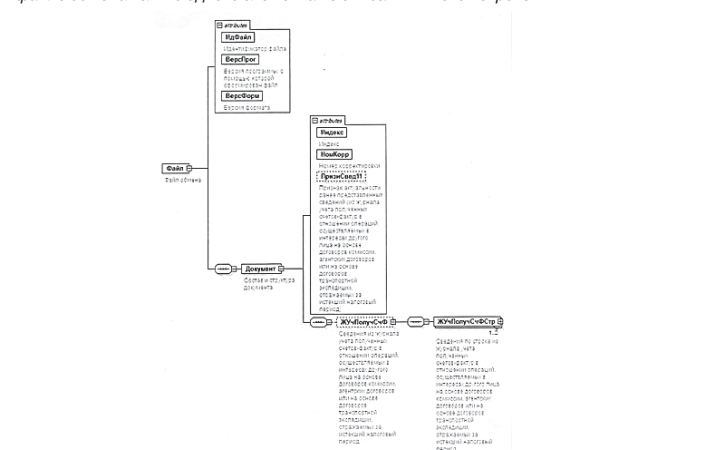 attributes
ИдФайл
Идентификатор файла
ВерсПрог
Версия программы, с
помощью которой
сформирован файл
ВерсФорм
Версия формата
attributes
Индекс
Индекс
НомКорр
Номер корректировки
ПризнСвед11
Признак актуальности
ранее представленных
сведений из журнала
учета полученных
счетов-фактур в
отношении операций,
осуществляемых в
интересах другого
лица на основе
договоров комиссии,
агентских договоров
или на основе
договоров
транспортной
экспедиции,
отражаемых за
истекший налоговый
период
Файл
Файл обмена
Документ
Состав и структура
документа
ЖУчПолучСчФ
Сведения из журнала
учета полученных
счетов-фактур в
отношении операций,
осуществляемых в
интересах другого
лица на основе
договоров комиссии,
агентских договоров
или на основе
договоров
транспортной
экспедиции,
отражаемых за
истекший налоговый
период
ЖУчПолучСчФСтр
Сведения по строке из
журнала учета
полученных
счетов-фактур в
отношении операций,
осуществляемых в
интересах другого лица
на основе договоров
комиссии, агентских
договоров или на
основе договоров
транспортной
экспедиции,
отражаемых за
истекший налоговый
период